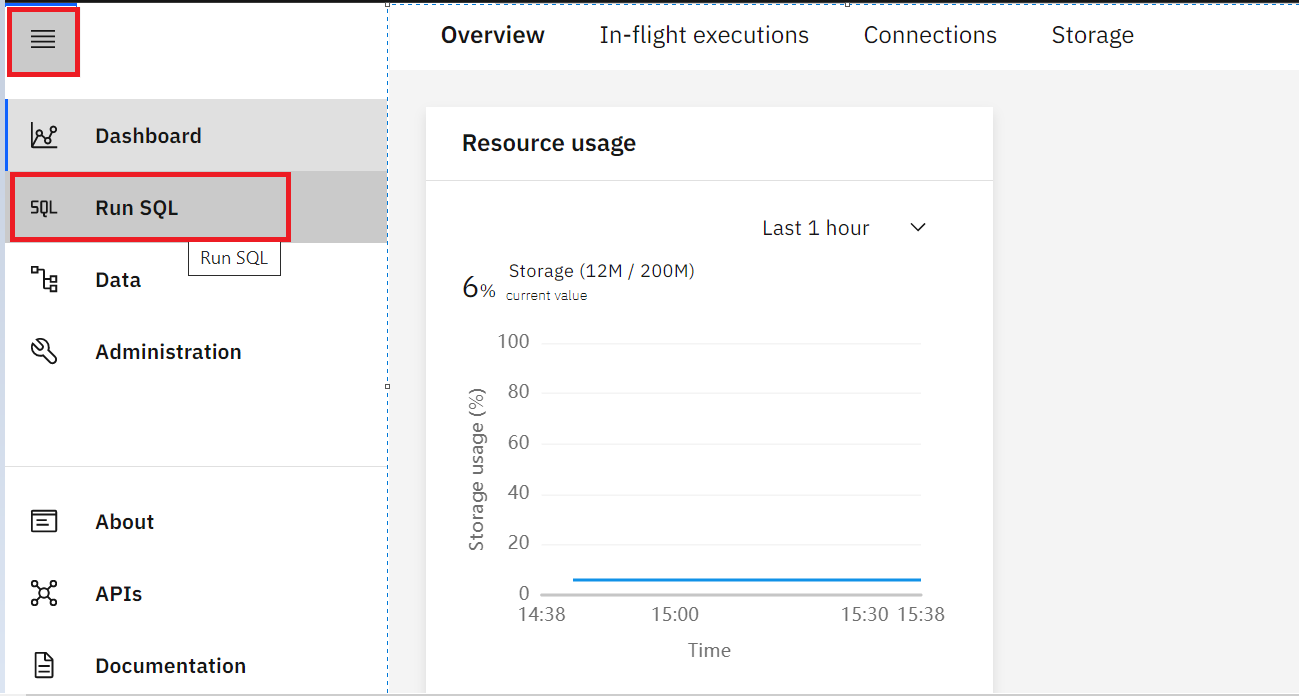 Overview In-flight executions Connections Storage
Dashboard
SQL Run SQL
Run SQL
Data
Administration
About
APIs
Documentation
Resource usage
Last 1 hour
6% Storage (12M / 200M)
current value
Storage usage (%)
100
80
60
40
20
0
14:38 15:00 15:30 15:38
Time